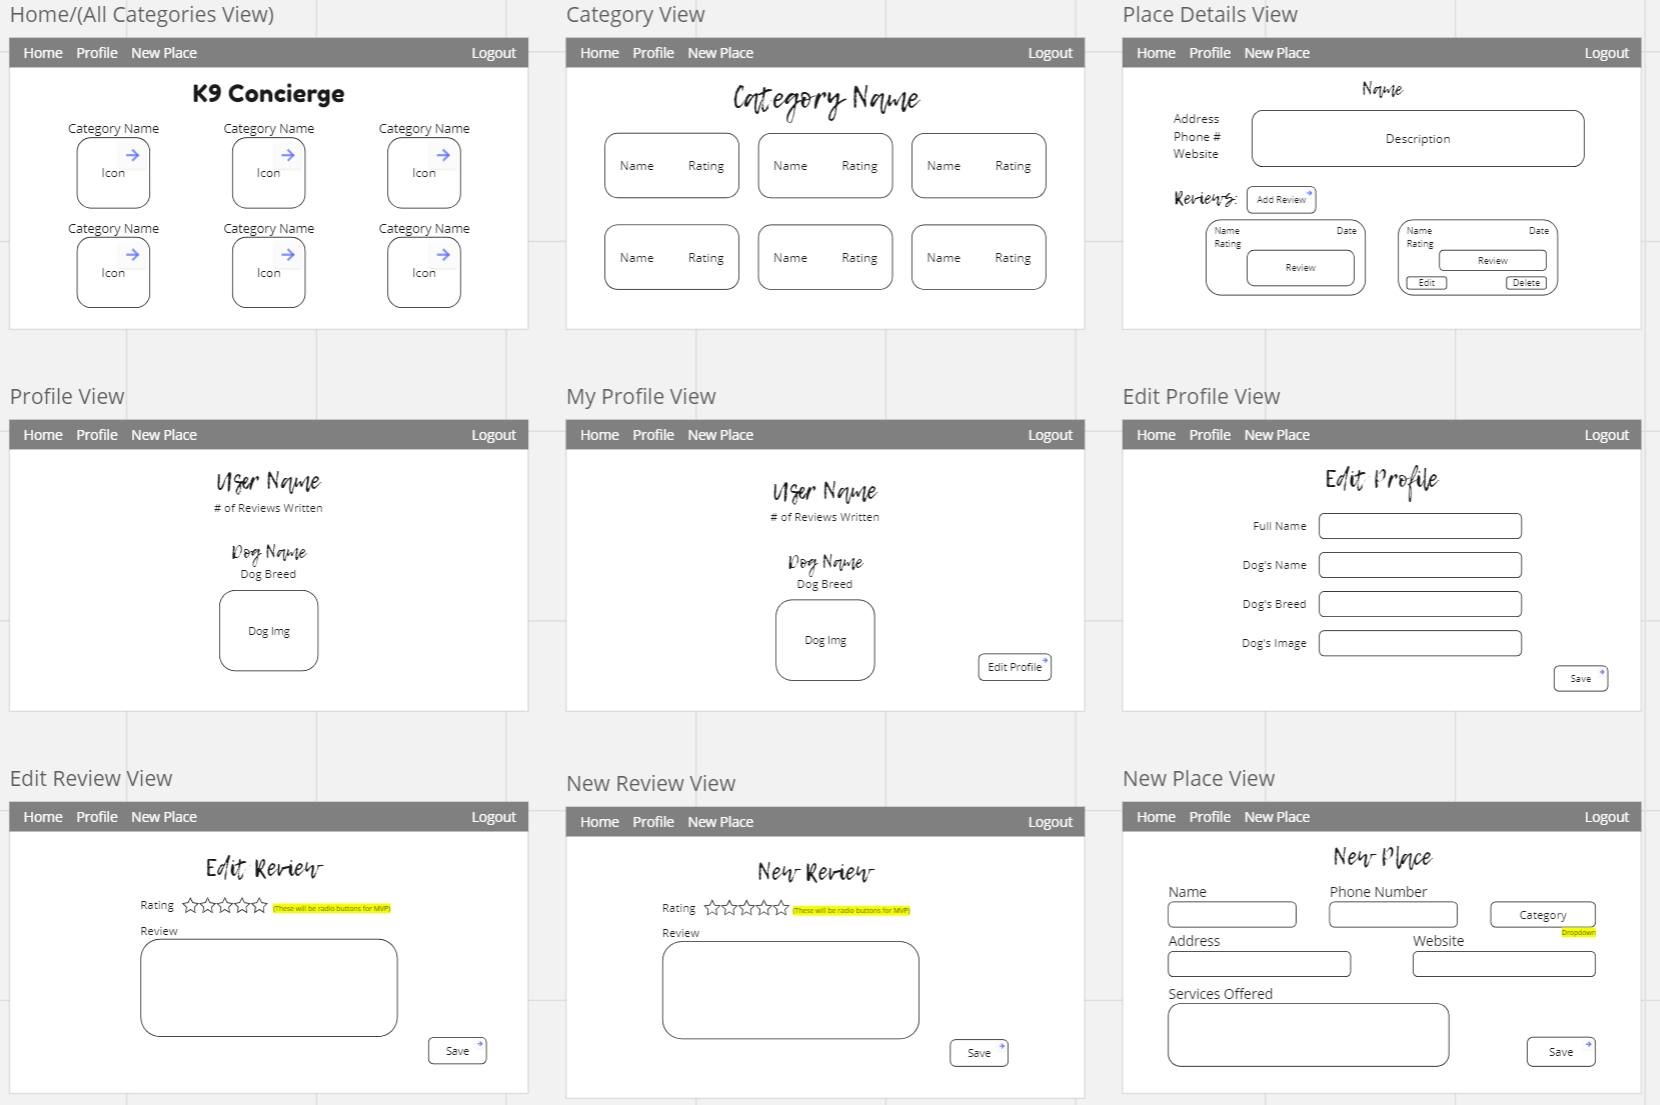 Home/(All Categories View)
Home Profile New Place Logout
K9 Concierge
Category Name Category Name Category Name
Icon Icon Icon
Category Name Category Name Category Name
Icon Icon Icon
Category View
Home Profile New Place Logout
Category Name
Name Rating Name Rating Name Rating
Name Rating Name Rating Name Rating
Place Details View
Home Profile New Place Logout
Name
Address
Phone #
Website
Description
Reviews: Add Review
Name Date
Rating
Review
Name Date
Rating
Review
Edit Delete
Profile View
Home Profile New Place Logout
User Name
# of Reviews Written
Dog Name
Dog Breed
Dog Img
My Profile View
Home Profile New Place Logout
User Name
# of Reviews Written
Dog Name
Dog Breed
Dog Img
Edit Profile
Edit Profile View
Home Profile New Place Logout
Edit Profile
Full Name
Dog's Name
Dog's Breed
Dog's Image
Save
Edit Review View
Home Profile New Place Logout
Edit Review
Rating (These will be radio buttons for MVP)
Review
Save
New Review View
Home Profile New Place Logout
New Review
Rating (These will be radio buttons for MVP)
Review
Save
New Place View
Home Profile New Place Logout
New Place
Name Phone Number
Category
Dropdown
Address Website
Services Offered
Save